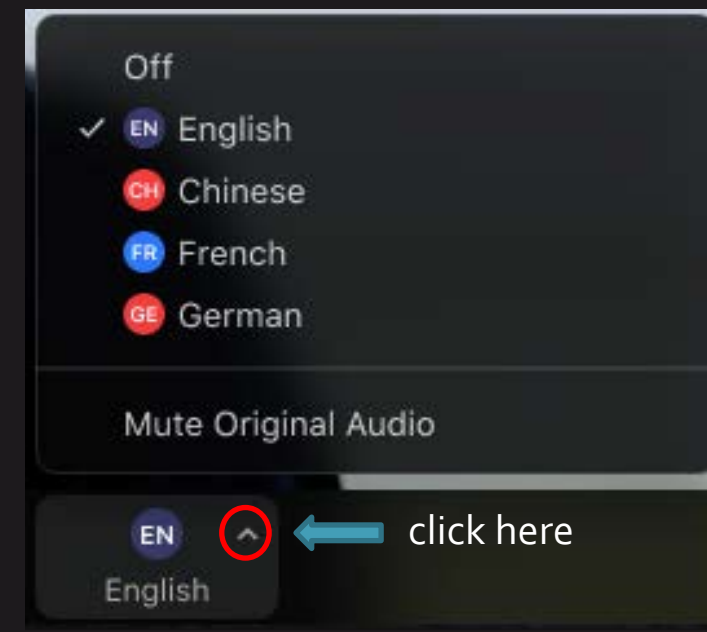 Off
EN English
CH Chinese
FR French
GE German
Mute Original Audio
EN
click here
English